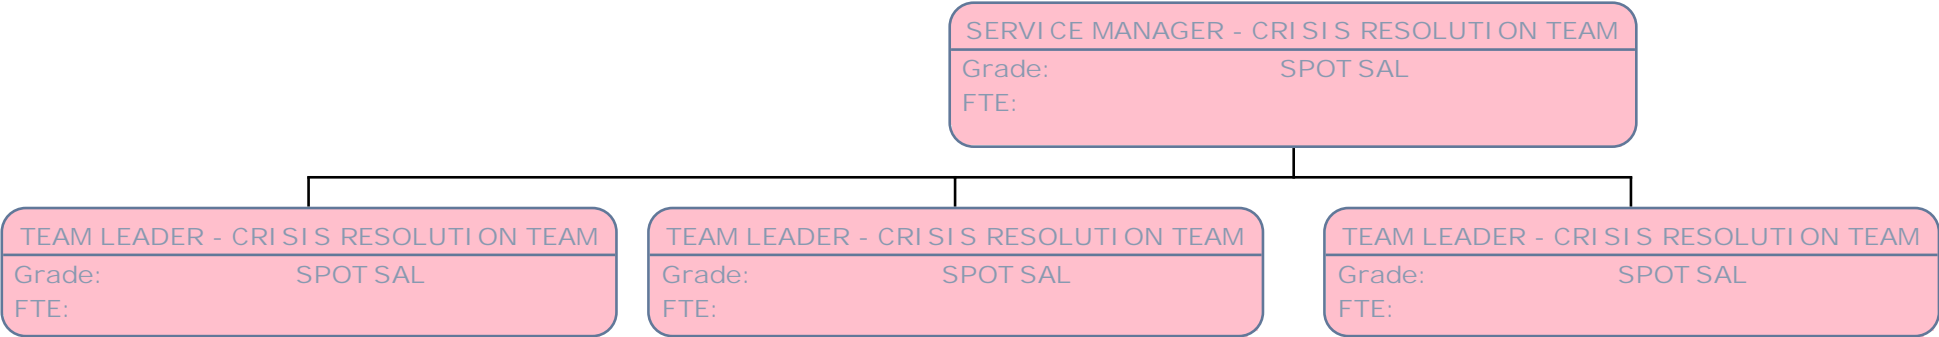 SERVICE MANAGER - CRISIS RESOLUTION TEAM
Grade: SPOT SAL
FTE:
TEAM LEADER - CRISIS RESOLUTION TEAM
Grade: SPOT SAL
FTE:
TEAM LEADER - CRISIS RESOLUTION TEAM
Grade: SPOT SAL
FTE:
TEAM LEADER - CRISIS RESOLUTION TEAM
Grade: SPOT SAL
FTE: